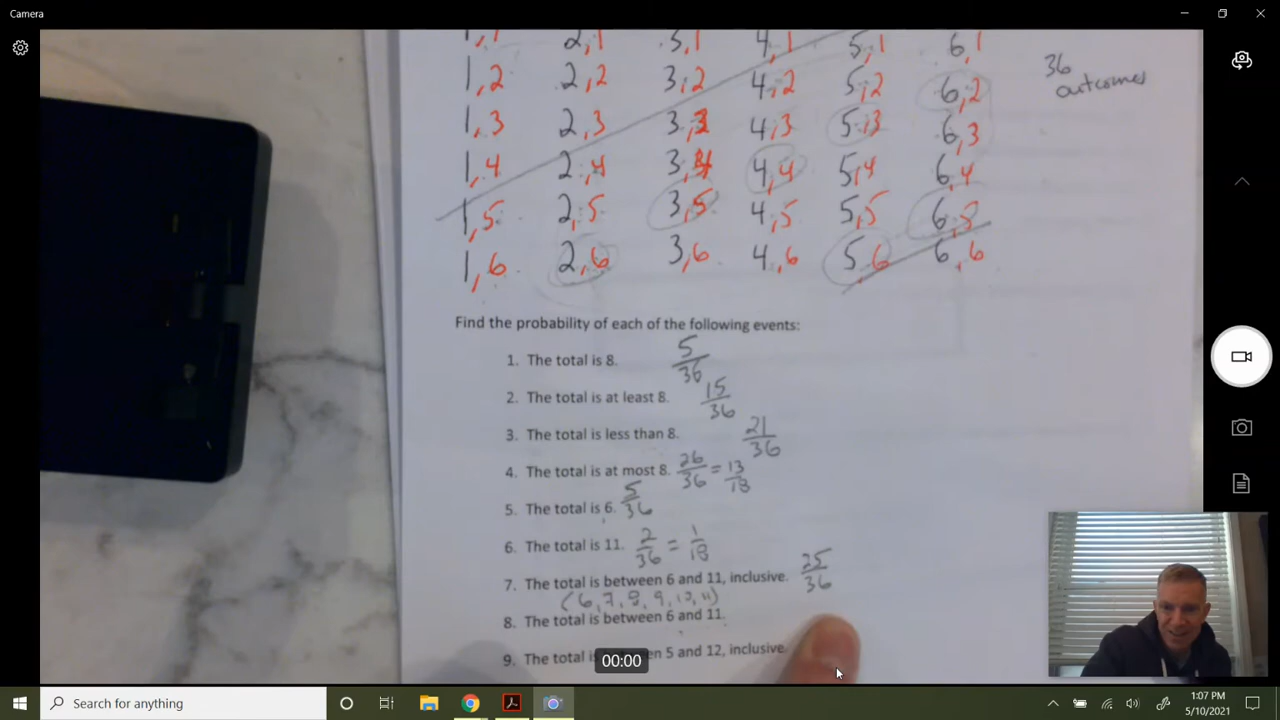 Camera
1,1 2,1 3,1 4,1 5,1 6,1
1,2 2,2 3,2 4,2 5,2 6,2
1,3 2,3 3,3 4,3 5,3 6,3
1,4 2,4 3,4 4,4 5,4 6,4
1,5 2,5 3,5 4,5 5,5 6,5
1,6 2,6 3,6 4,6 5,6 6,6
36
outcomes
Find the probability of each of the following events:
1. The total is 8. 5/36
2. The total is at least 8. 15/36
3. The total is less than 8. 21/36
4. The total is at most 8. 26/36 = 13/18
5. The total is 6. 5/36
6. The total is 11. 2/36 = 1/18
7. The total is between 6 and 11, inclusive. 25/36
(6, 7, 8, 9, 10, 11)
8. The total is between 6 and 11.
9. The total is 5 and 12, inclusive.
00:00
Search for anything
1:07 PM
5/10/2021